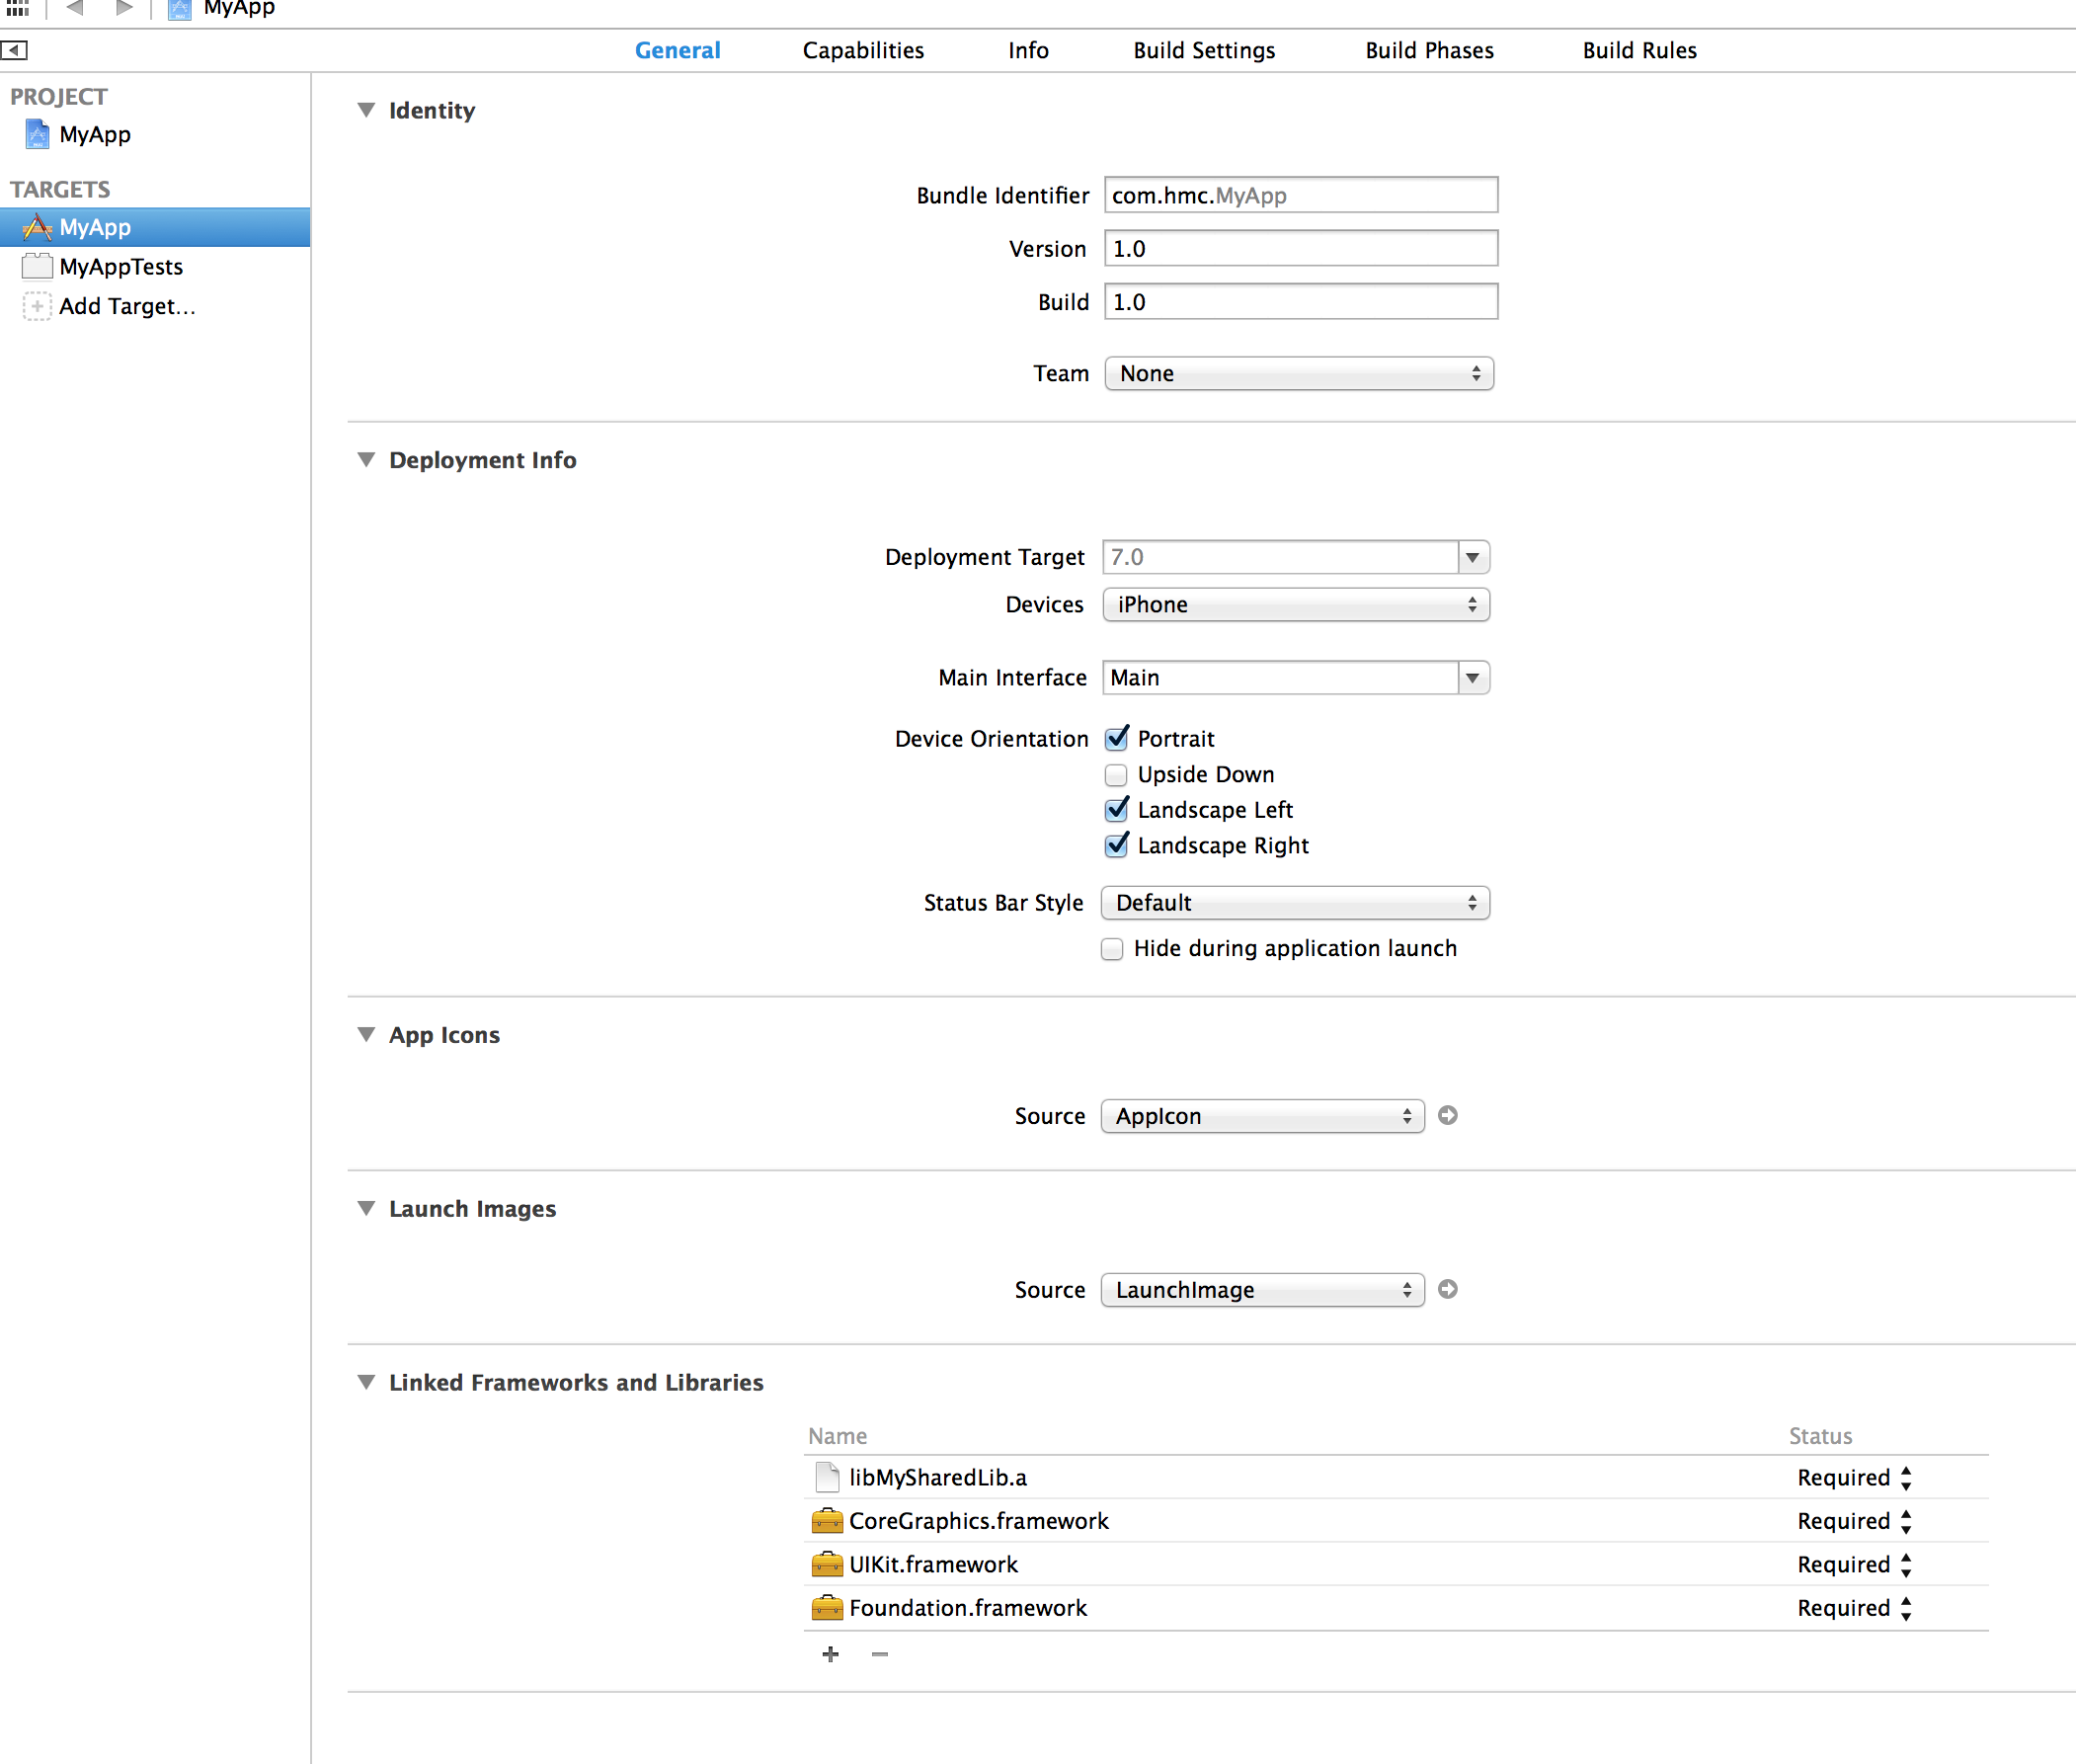 MyApp
General Capabilities Info Build Settings Build Phases Build Rules
PROJECT
MyApp
TARGETS
MyApp
MyAppTests
Add Target...
Identity
Bundle Identifier com.hmc.MyApp
Version 1.0
Build 1.0
Team None
Deployment Info
Deployment Target 7.0
Devices iPhone
Main Interface Main
Device Orientation Portrait
Upside Down
Landscape Left
Landscape Right
Status Bar Style Default
Hide during application launch
App Icons
Source AppIcon
Launch Images
Source LaunchImage
Linked Frameworks and Libraries
Name Status
libMySharedLib.a Required
CoreGraphics.framework Required
UIKit.framework Required
Foundation.framework Required